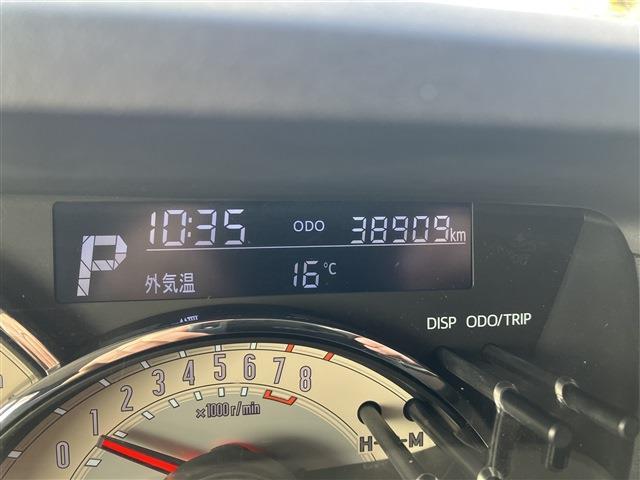 10:35 ODO 38909km
P
外気温 16°C
DISP ODO/TRIP
0 1 2 3 4 5 6 7 8
×1000r/min